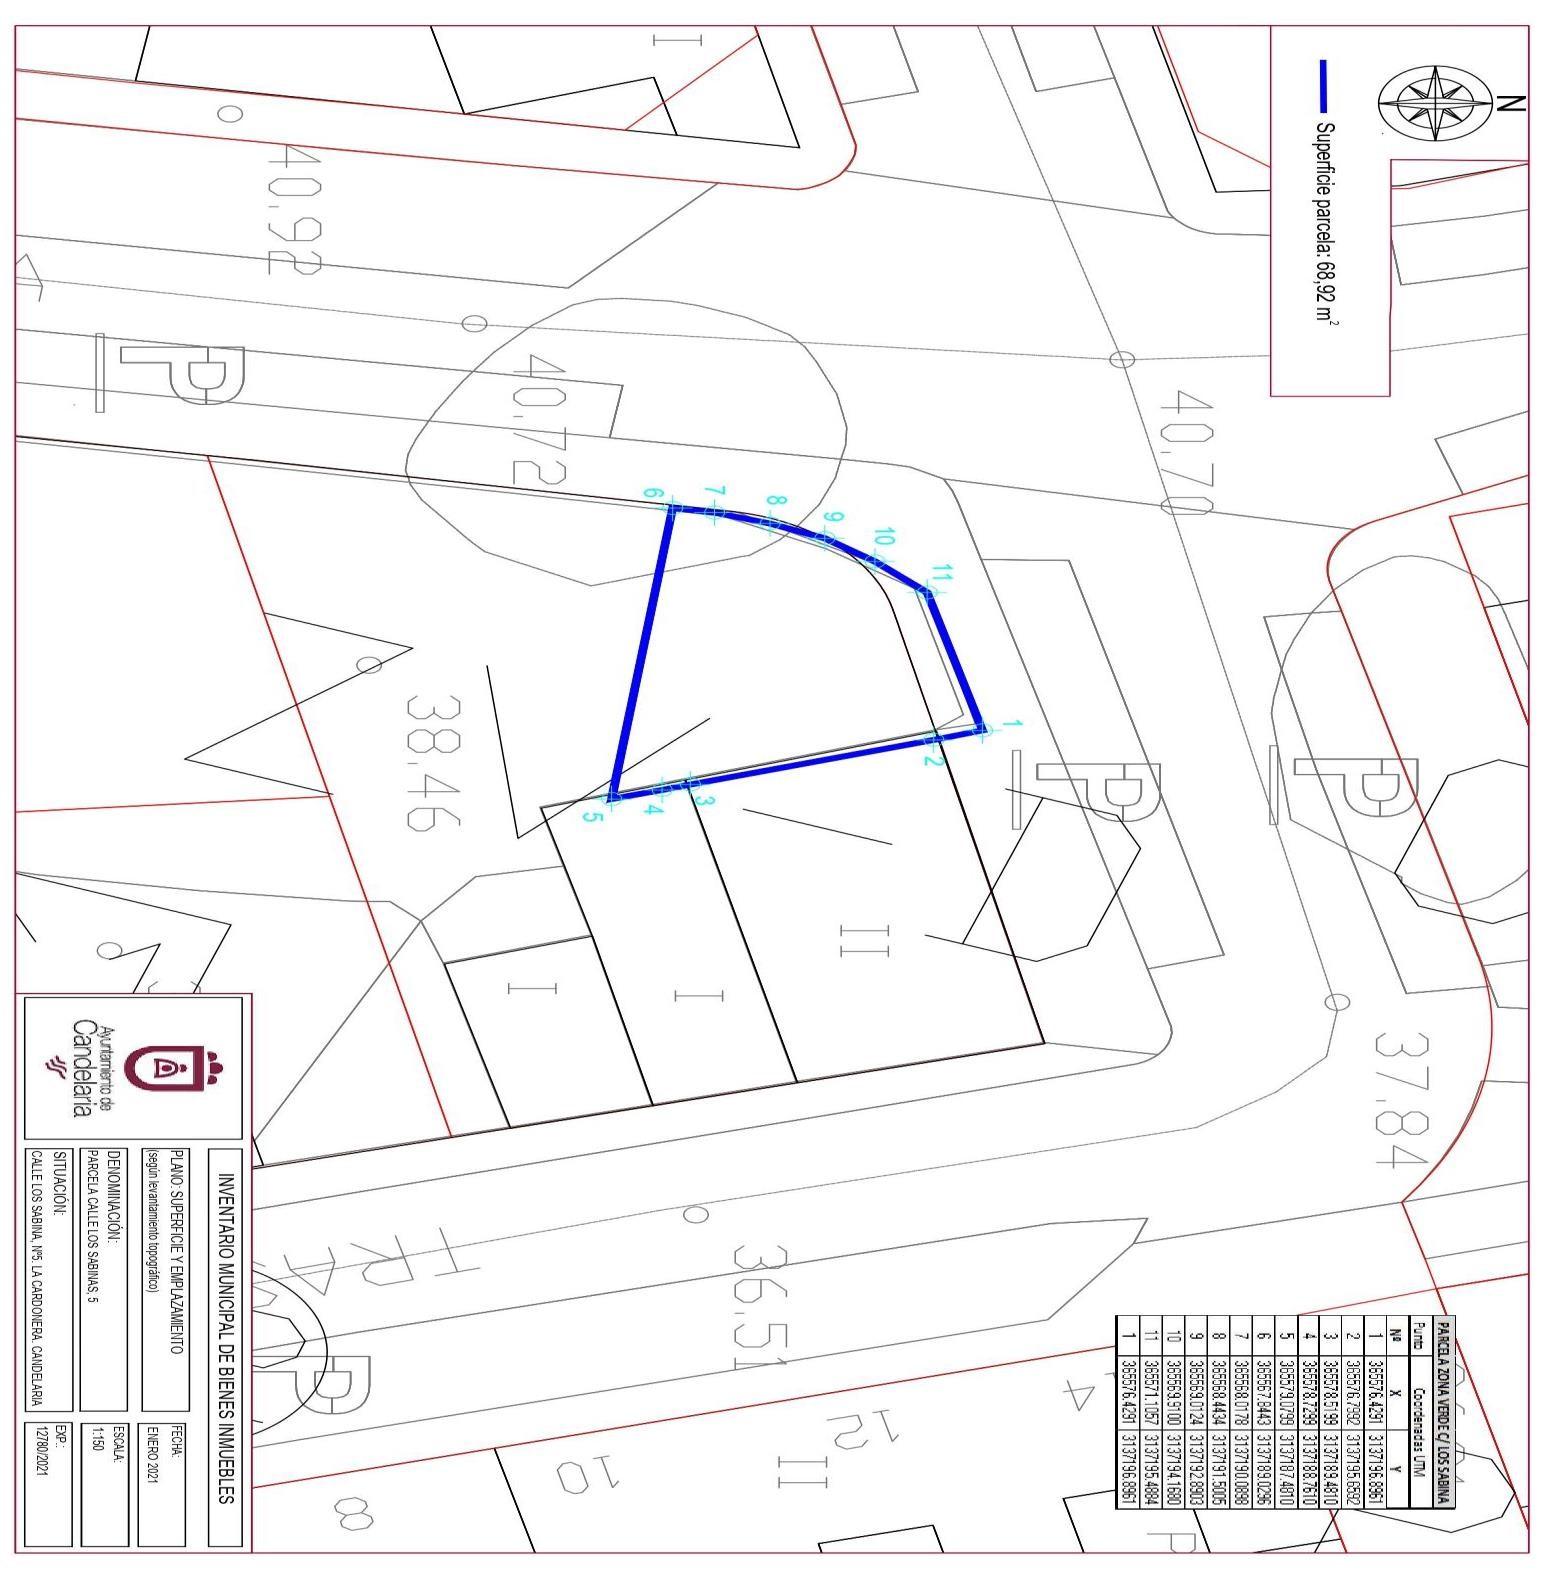 N
Superficie parcela: 68,92 m²
40.92
40.72
40.70
38.46
37.84
36.51
P
P
P
P
I
I
I
II
II
6
7
8
9
10
11
1
2
3
4
5
TRA
12
10
8
4
PARCELA ZONA VERDE C/ LOS SABINA
Punto Coordenadas UTM
Nº X Y
1 365576.4291 3137196.8961
2 365576.7992 3137195.6592
3 365578.5199 3137189.4810
4 365578.7299 3137188.7610
5 365579.0799 3137187.4810
6 365567.8443 3137189.0296
7 365568.0178 3137190.0898
8 365568.4434 3137191.5005
9 365569.0124 3137192.8903
10 365569.9100 3137194.1680
11 365571.1057 3137195.4884
1 365576.4291 3137196.8961
Ayuntamiento de
Candelaria
INVENTARIO MUNICIPAL DE BIENES INMUEBLES
PLANO: SUPERFICIE Y EMPLAZAMIENTO
(según levantamiento topográfico)
FECHA:
ENERO 2021
DENOMINACIÓN:
PARCELA CALLE LOS SABINAS, 5
ESCALA:
1:150
SITUACIÓN:
CALLE LOS SABINA, Nº5. LA CARDONERA. CANDELARIA
EXP.:
12780/2021